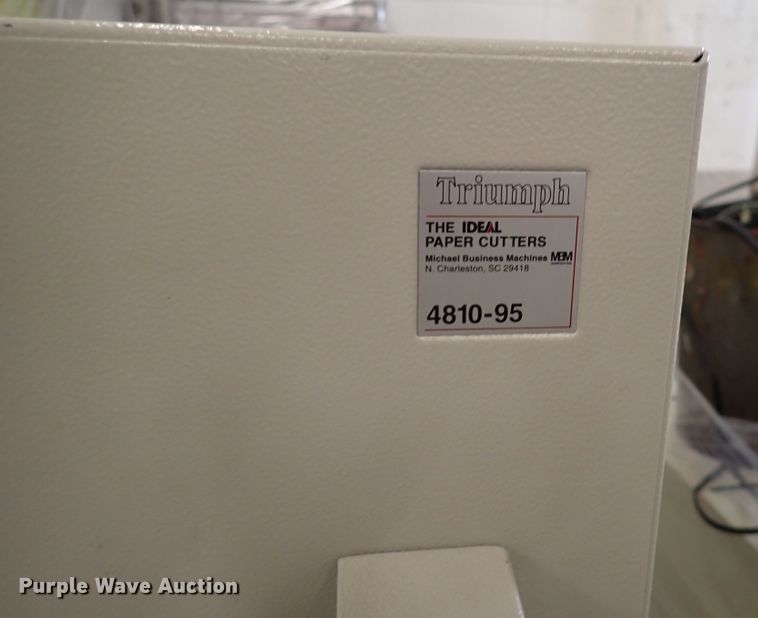 Triumph
THE IDEAL
PAPER CUTTERS
Michael Business Machines MBM
N. Charleston, SC 29418
4810-95
Purple Wave Auction